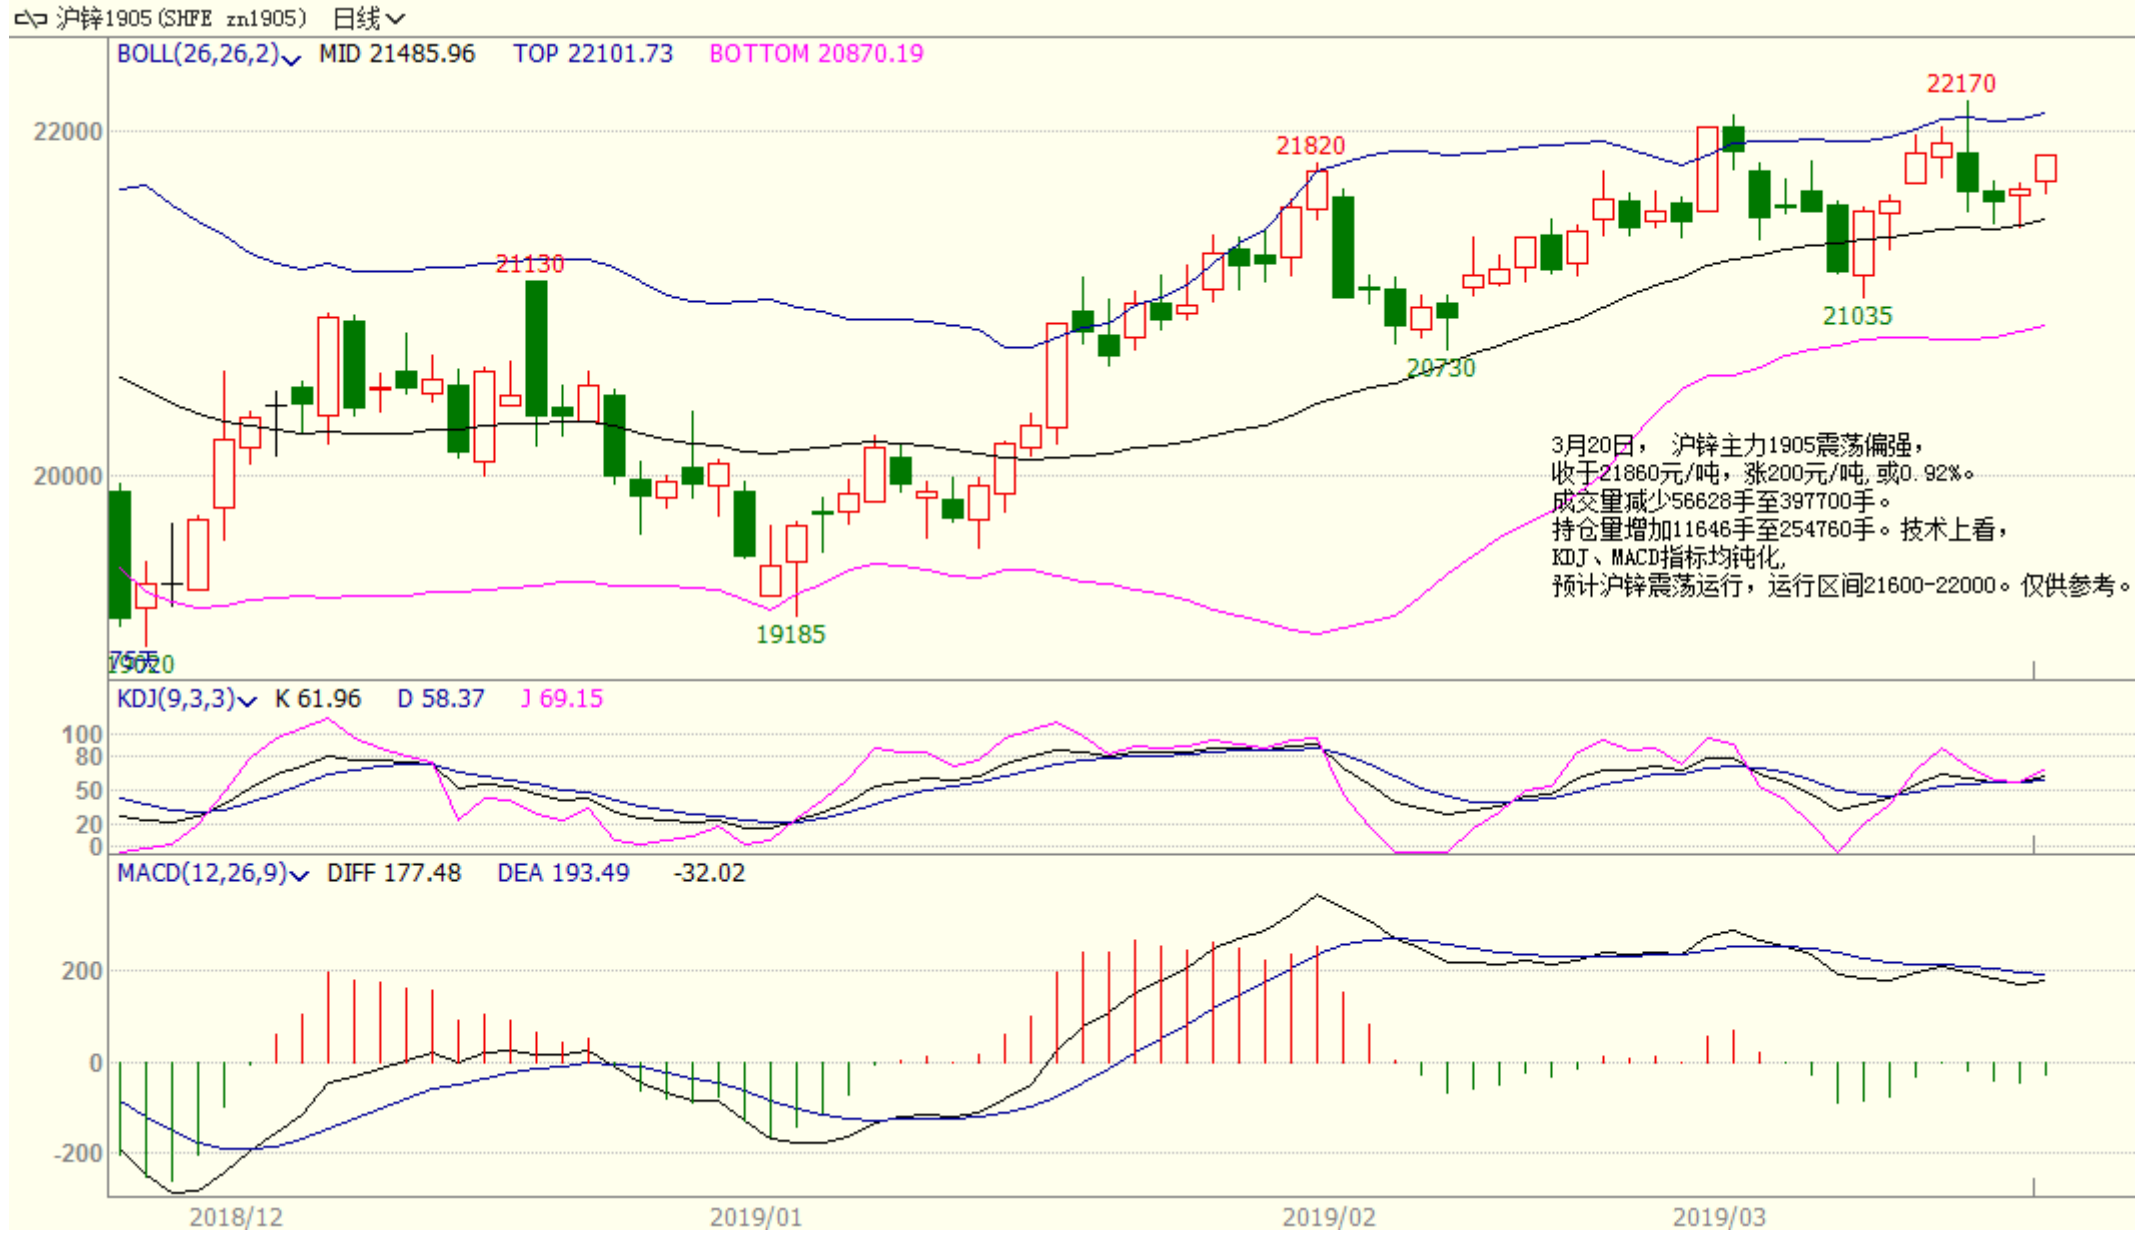 沪锌1905(SHFE zn1905) 日线
BOLL(26,26,2) MID 21485.96 TOP 22101.73 BOTTOM 20870.19
22170
22000
21820
21130
21035
20730
20000
19185
19020
3月20日， 沪锌主力1905震荡偏强，
收于21860元/吨，涨200元/吨,或0.92%。
成交量减少56628手至397700手。
持仓量增加11646手至254760手。技术上看，
KDJ、MACD指标均钝化,
预计沪锌震荡运行，运行区间21600-22000。仅供参考。
75天
KDJ(9,3,3) K 61.96 D 58.37 J 69.15
100
80
50
20
0
MACD(12,26,9) DIFF 177.48 DEA 193.49 -32.02
200
0
-200
2018/12 2019/01 2019/02 2019/03